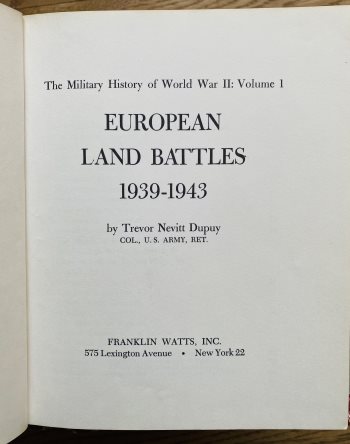 The Military History of World War II: Volume 1
EUROPEAN
LAND BATTLES
1939-1943
by Trevor Nevitt Dupuy
COL., U. S. ARMY, RET.
FRANKLIN WATTS, INC.
575 Lexington Avenue • New York 22